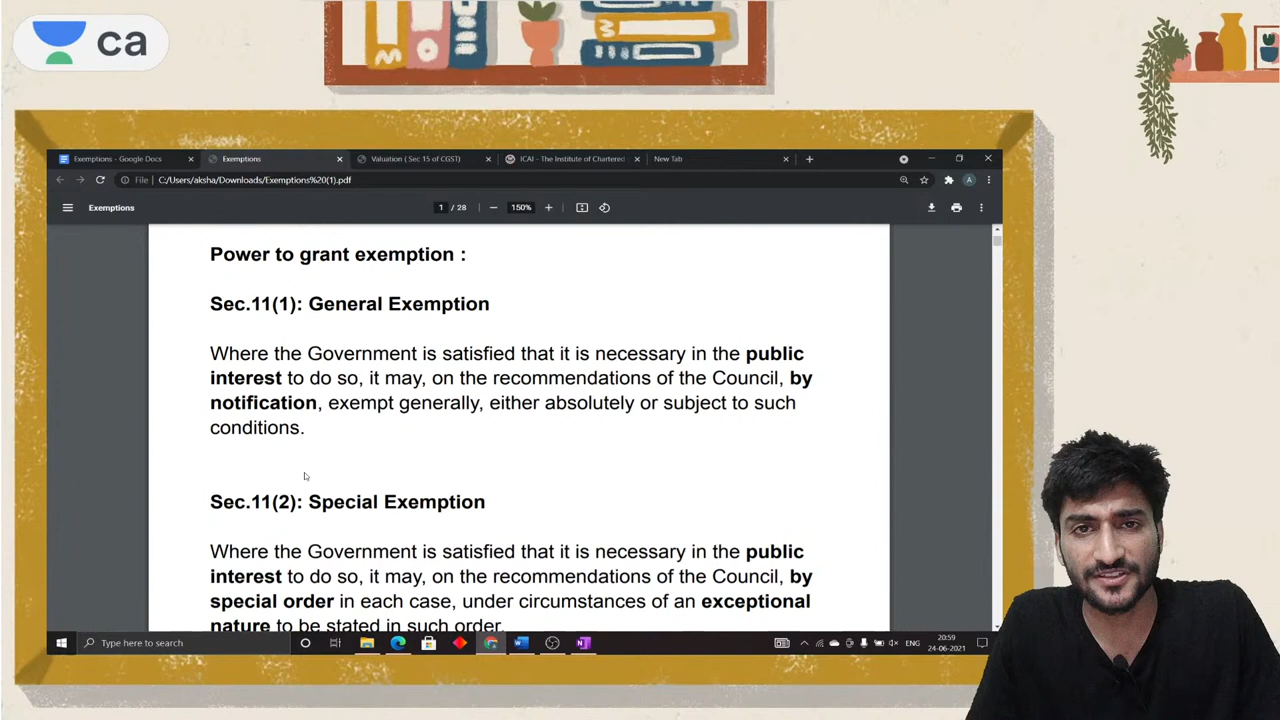 ca
Exemptions - Google Docs
Exemptions
Valuation ( Sec 15 of CGST)
ICAI - The Institute of Chartered
New Tab
File
C:/Users/aksha/Downloads/Exemptions%20(1).pdf
A
Exemptions
1 / 28
150%
Power to grant exemption :
Sec.11(1): General Exemption
Where the Government is satisfied that it is necessary in the public
interest to do so, it may, on the recommendations of the Council, by
notification, exempt generally, either absolutely or subject to such
conditions.
Sec.11(2): Special Exemption
Where the Government is satisfied that it is necessary in the public
interest to do so, it may, on the recommendations of the Council, by
special order in each case, under circumstances of an exceptional
nature to be stated in such order.
Type here to search
ENG
20:59
24-06-2021